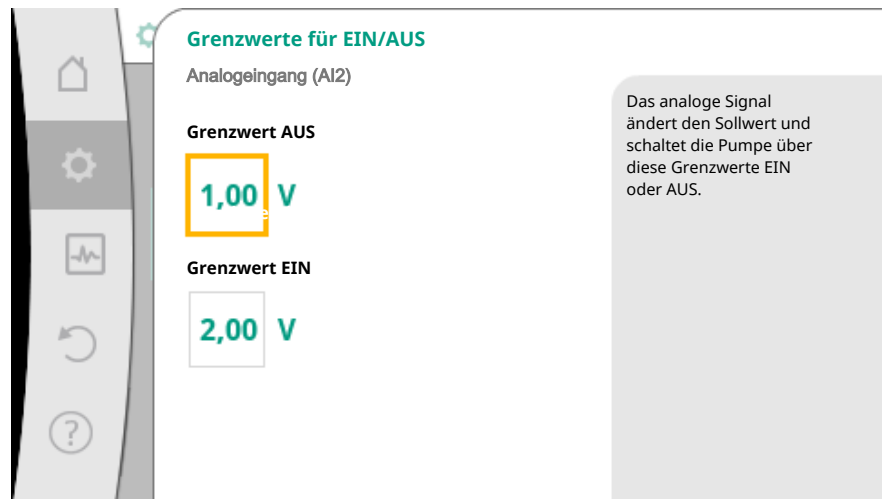 Grenzwerte für EIN/AUS
Analogeingang (AI2)
Grenzwert AUS
1,00 V
e
Grenzwert EIN
2,00 V
Das analoge Signal
ändert den Sollwert und
schaltet die Pumpe über
diese Grenzwerte EIN
oder AUS.
?